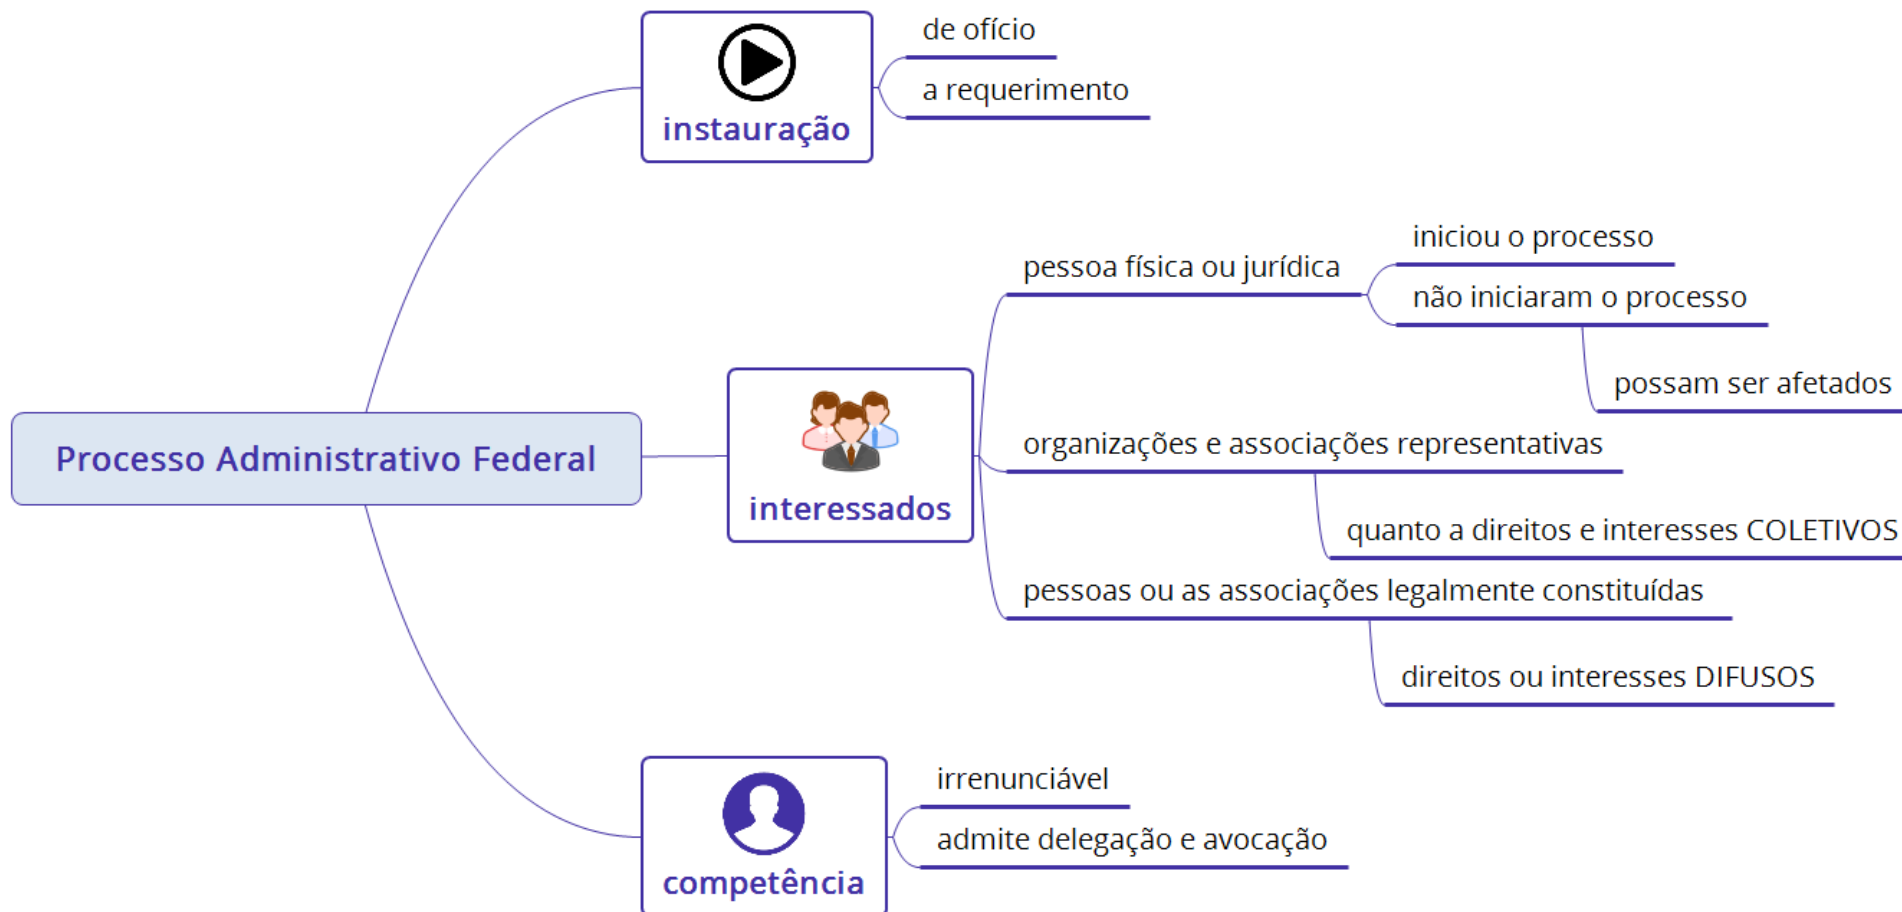 de ofício
a requerimento
instauração
iniciou o processo
pessoa física ou jurídica
não iniciaram o processo
possam ser afetados
organizações e associações representativas
Processo Administrativo Federal
interessados
quanto a direitos e interesses COLETIVOS
pessoas ou as associações legalmente constituídas
direitos ou interesses DIFUSOS
irrenunciável
admite delegação e avocação
competência